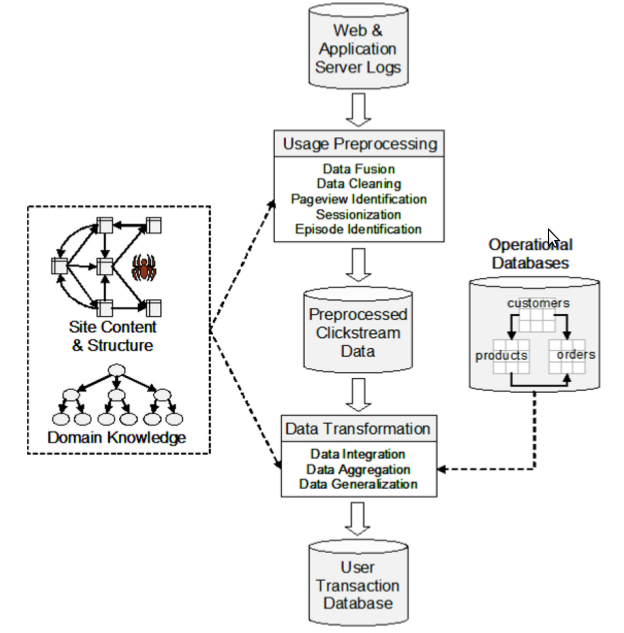 Web &
Application
Server Logs
Usage Preprocessing
Data Fusion
Data Cleaning
Pageview Identification
Sessionization
Episode Identification
Site Content
& Structure
Domain Knowledge
Preprocessed
Clickstream
Data
Operational
Databases
customers
products
orders
Data Transformation
Data Integration
Data Aggregation
Data Generalization
User
Transaction
Database